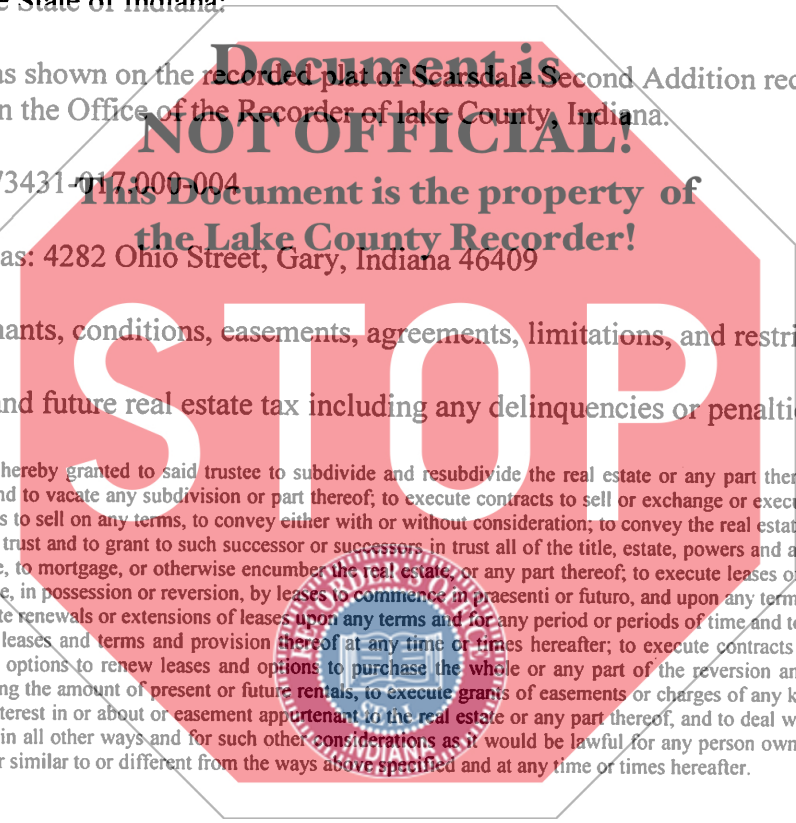 e State of Indiana:
Document is
as shown on the recorded plat of Scarsdale Second Addition rec
n the Office of the Recorder of lake County, Indiana.
NOT OFFICIAL!
73431-017.000-004
This Document is the property of
the Lake County Recorder!
as: 4282 Ohio Street, Gary, Indiana 46409
nants, conditions, easements, agreements, limitations, and restri
STOP
nd future real estate tax including any delinquencies or penalti
hereby granted to said trustee to subdivide and resubdivide the real estate or any part ther
nd to vacate any subdivision or part thereof; to execute contracts to sell or exchange or execu
s to sell on any terms, to convey either with or without consideration; to convey the real estat
trust and to grant to such successor or successors in trust all of the title, estate, powers and a
e, to mortgage, or otherwise encumber the real estate, or any part thereof; to execute leases o
e, in possession or reversion, by leases to commence in praesenti or futuro, and upon any term
te renewals or extensions of leases upon any terms and for any period or periods of time and to
leases and terms and provision thereof at any time or times hereafter; to execute contracts
options to renew leases and options to purchase the whole or any part of the reversion an
ng the amount of present or future rentals, to execute grants of easements or charges of any k
terest in or about or easement appurtenant to the real estate or any part thereof, and to deal w
in all other ways and for such other considerations as it would be lawful for any person own
r similar to or different from the ways above specified and at any time or times hereafter.
INDIANA